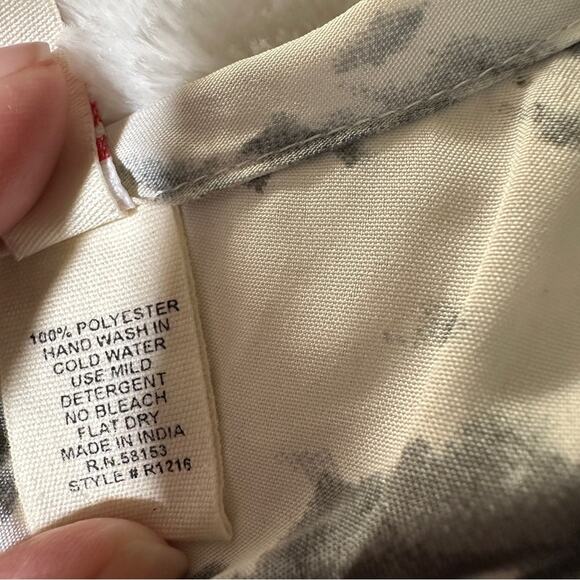 100% POLYESTER
HAND WASH IN
COLD WATER
USE MILD
DETERGENT
NO BLEACH
FLAT DRY
MADE IN INDIA
R.N. 58153
STYLE # R1216